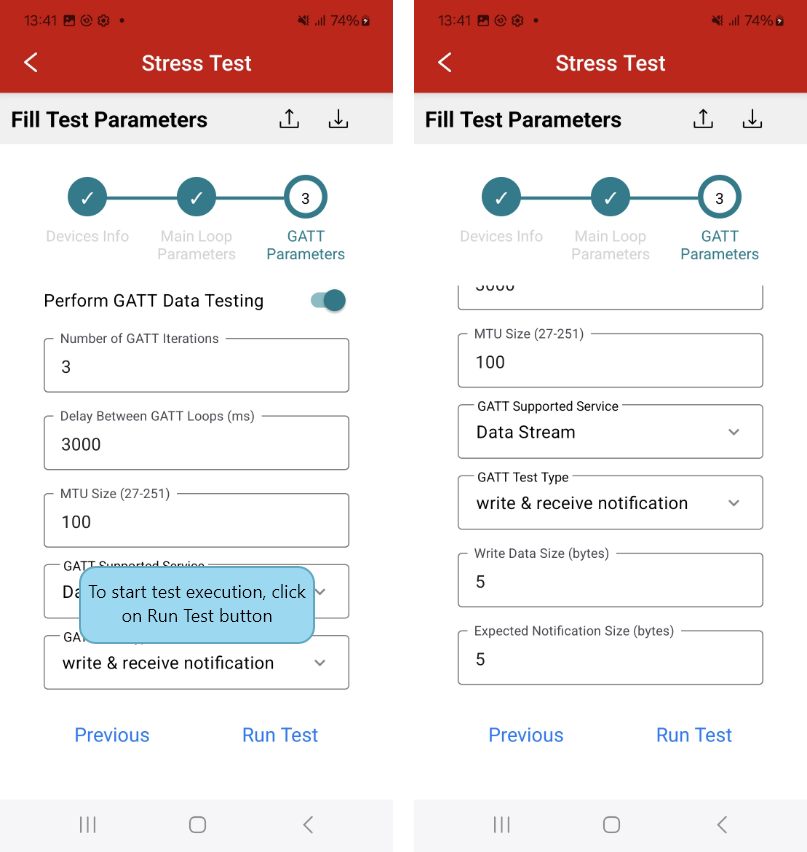 13:41
74%
Stress Test
Fill Test Parameters
3
Devices Info
Main Loop
Parameters
GATT
Parameters
Perform GATT Data Testing
Number of GATT Iterations
3
Delay Between GATT Loops (ms)
3000
MTU Size (27-251)
100
GATT Supported Service
To start test execution, click
on Run Test button
write & receive notification
Previous
Run Test
13:41
74%
Stress Test
Fill Test Parameters
3
Devices Info
Main Loop
Parameters
GATT
Parameters
3000
MTU Size (27-251)
100
GATT Supported Service
Data Stream
GATT Test Type
write & receive notification
Write Data Size (bytes)
5
Expected Notification Size (bytes)
5
Previous
Run Test